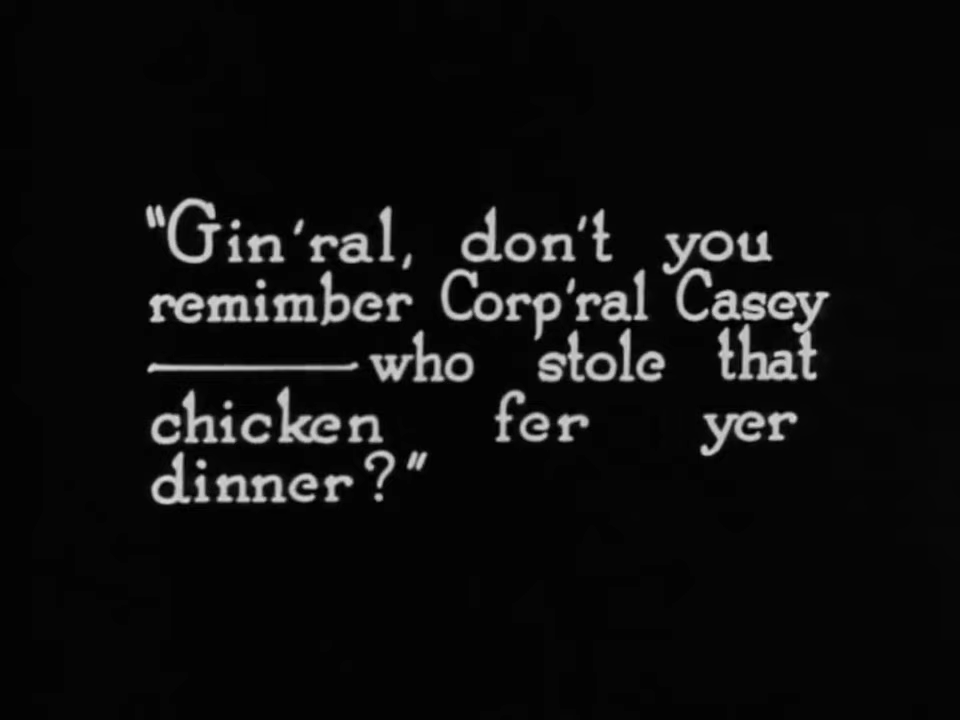 "Gin'ral, don't you
remimber Corp'ral Casey
——— who stole that
chicken fer yer
dinner?"